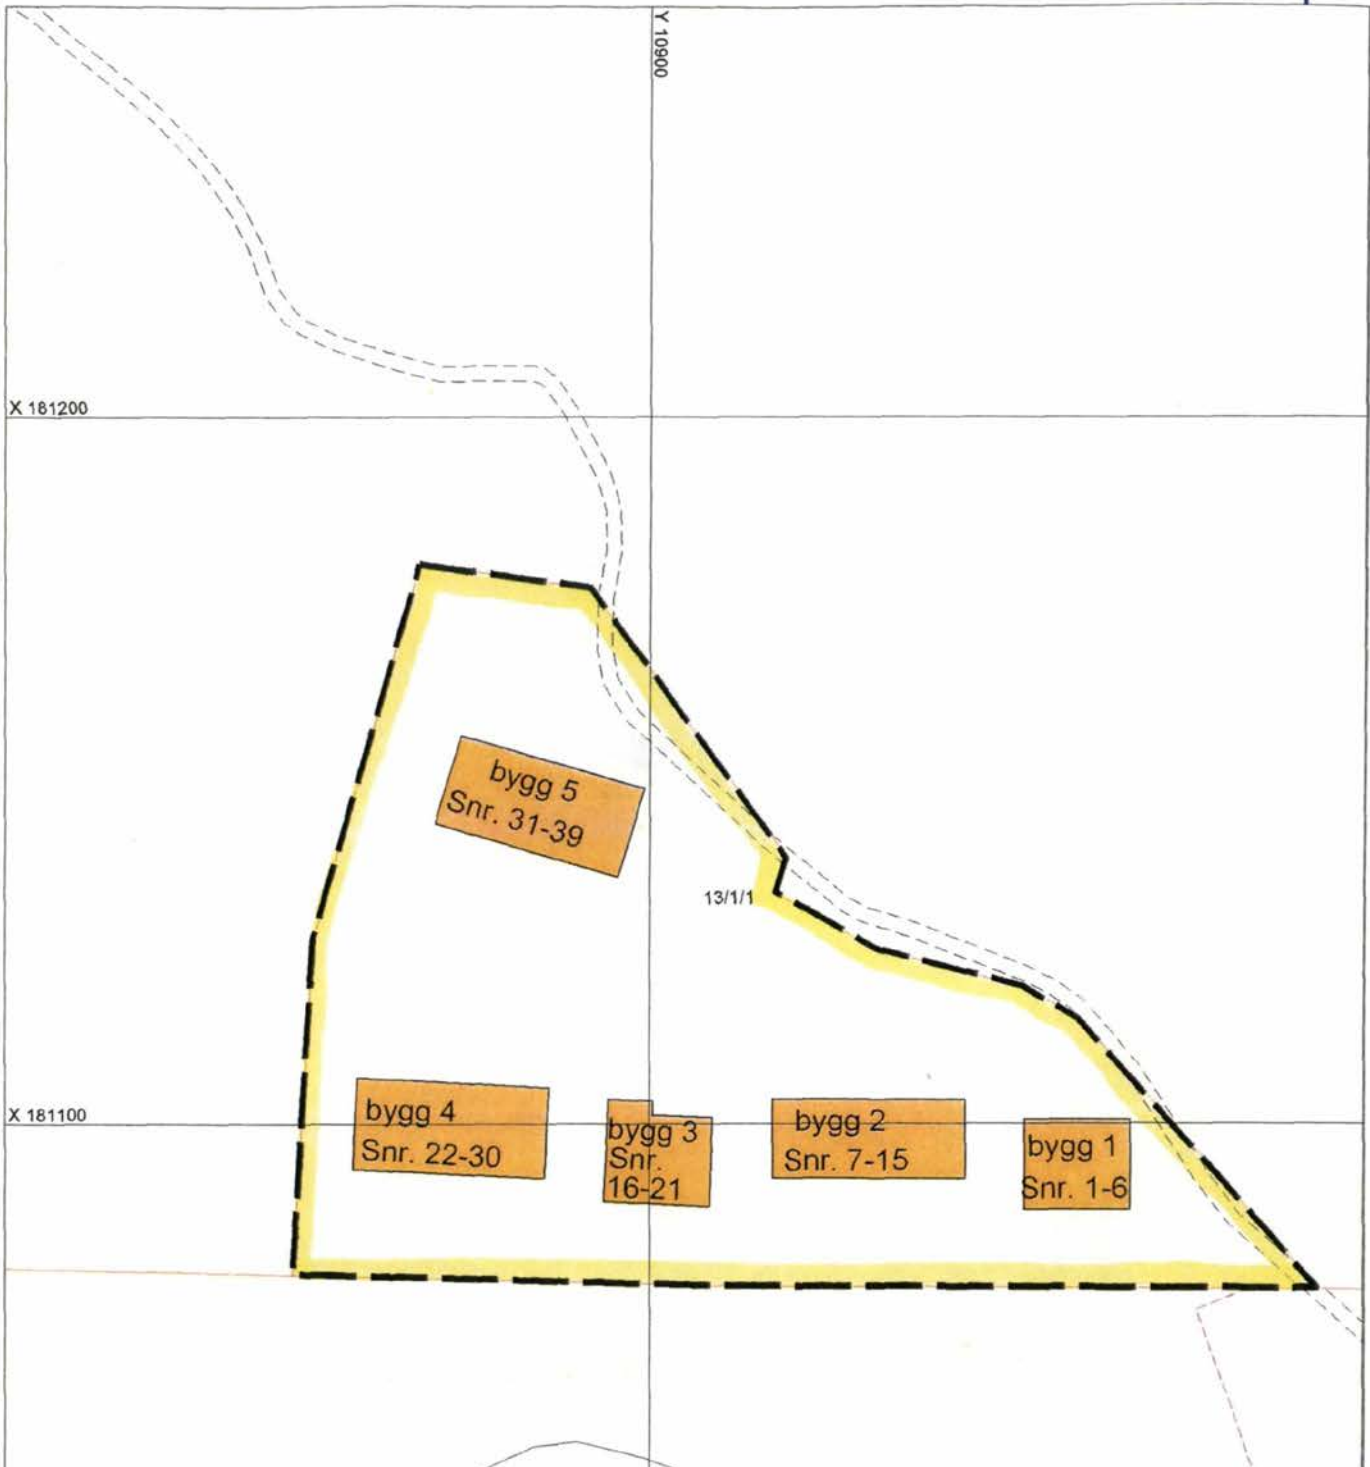 Y 10900
X 181200
bygg 5
Snr. 31-39
13/1/1
X 181100
bygg 4
Snr. 22-30
bygg 3
Snr.
16-21
bygg 2
Snr. 7-15
bygg 1
Snr. 1-6